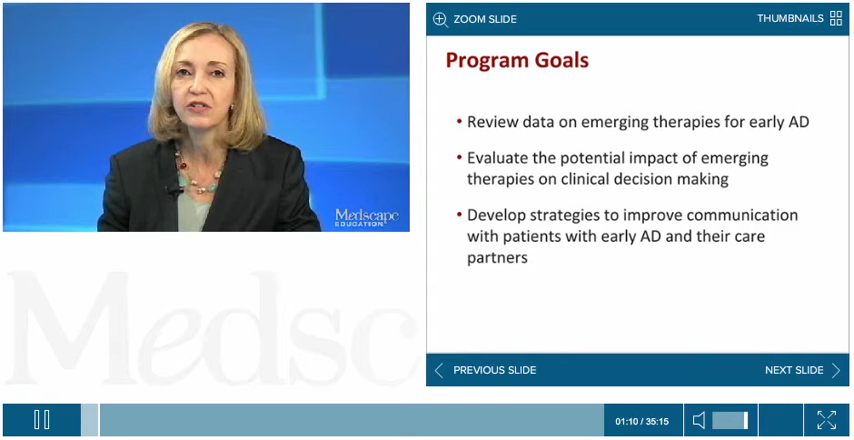 Medscape
EDUCATION
ZOOM SLIDE
THUMBNAILS
Program Goals
• Review data on emerging therapies for early AD
• Evaluate the potential impact of emerging
therapies on clinical decision making
• Develop strategies to improve communication
with patients with early AD and their care
partners
Medsc
PREVIOUS SLIDE
NEXT SLIDE
01:10 / 35:15